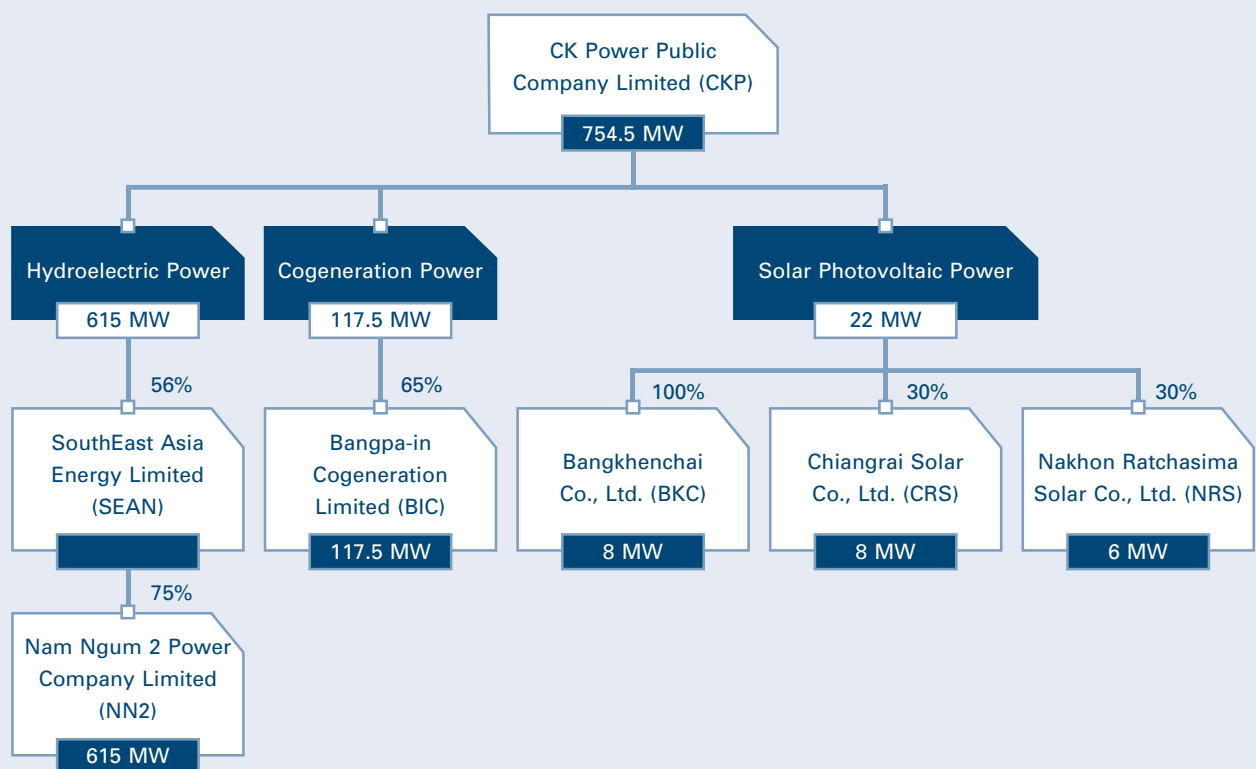 CK Power Public
Company Limited (CKP)
754.5 MW
Hydroelectric Power
615 MW
Cogeneration Power
117.5 MW
Solar Photovoltaic Power
22 MW
56%
SouthEast Asia
Energy Limited
(SEAN)
65%
Bangpa-in
Cogeneration
Limited (BIC)
117.5 MW
100%
Bangkhenchai
Co., Ltd. (BKC)
8 MW
30%
Chiangrai Solar
Co., Ltd. (CRS)
8 MW
30%
Nakhon Ratchasima
Solar Co., Ltd. (NRS)
6 MW
75%
Nam Ngum 2 Power
Company Limited
(NN2)
615 MW